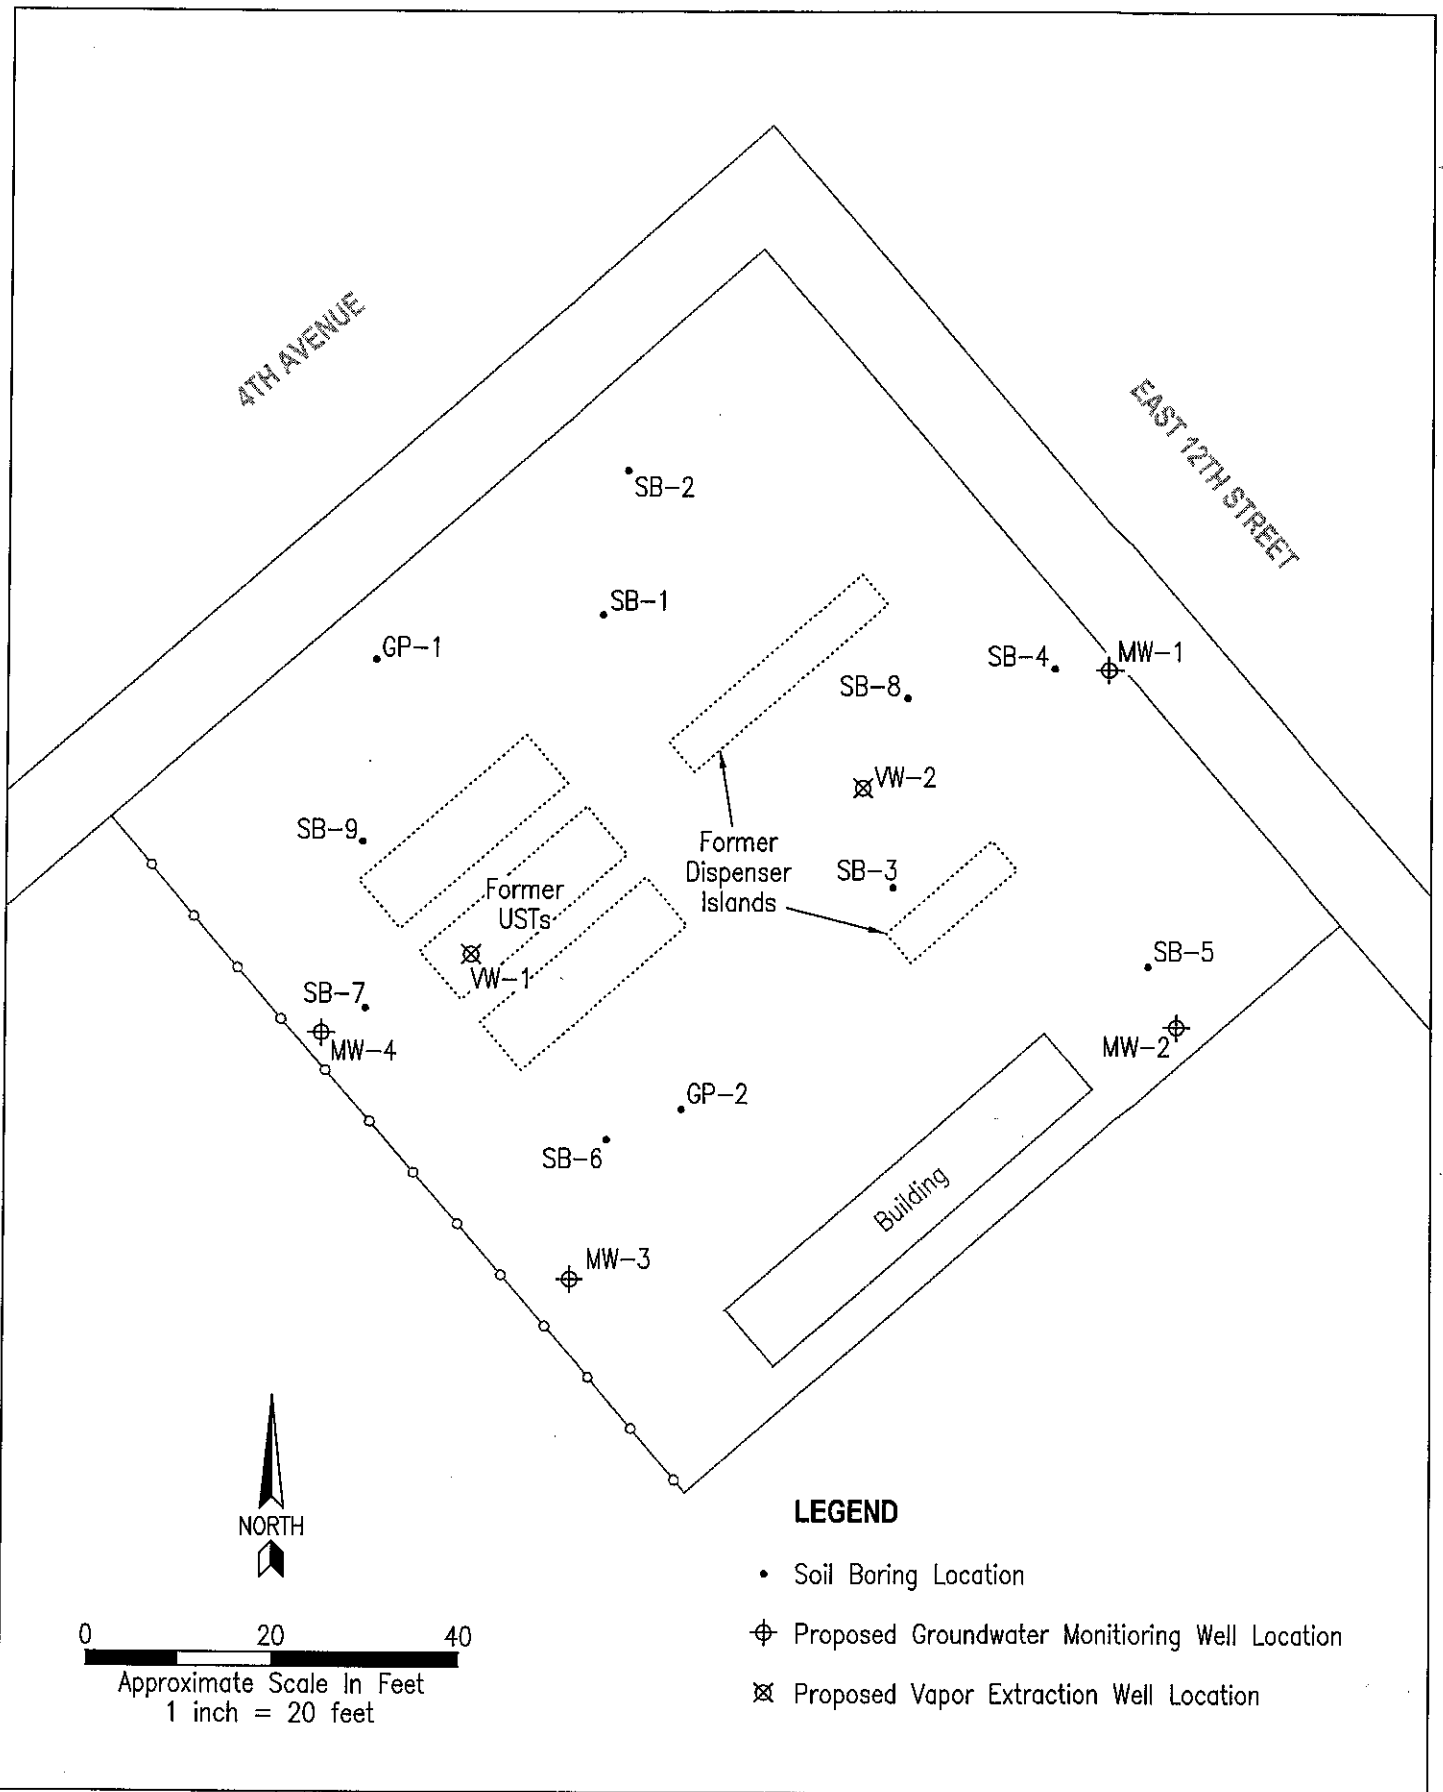 4TH AVENUE
EAST 12TH STREET
SB-2
SB-1
GP-1
SB-4
MW-1
SB-8
VW-2
SB-9
Former
Dispenser
Islands
SB-3
Former
USTs
VW-1
SB-5
SB-7
MW-4
MW-2
GP-2
SB-6
Building
MW-3
NORTH
0 20 40
Approximate Scale In Feet
1 inch = 20 feet
LEGEND
Soil Boring Location
Proposed Groundwater Monitioring Well Location
Proposed Vapor Extraction Well Location